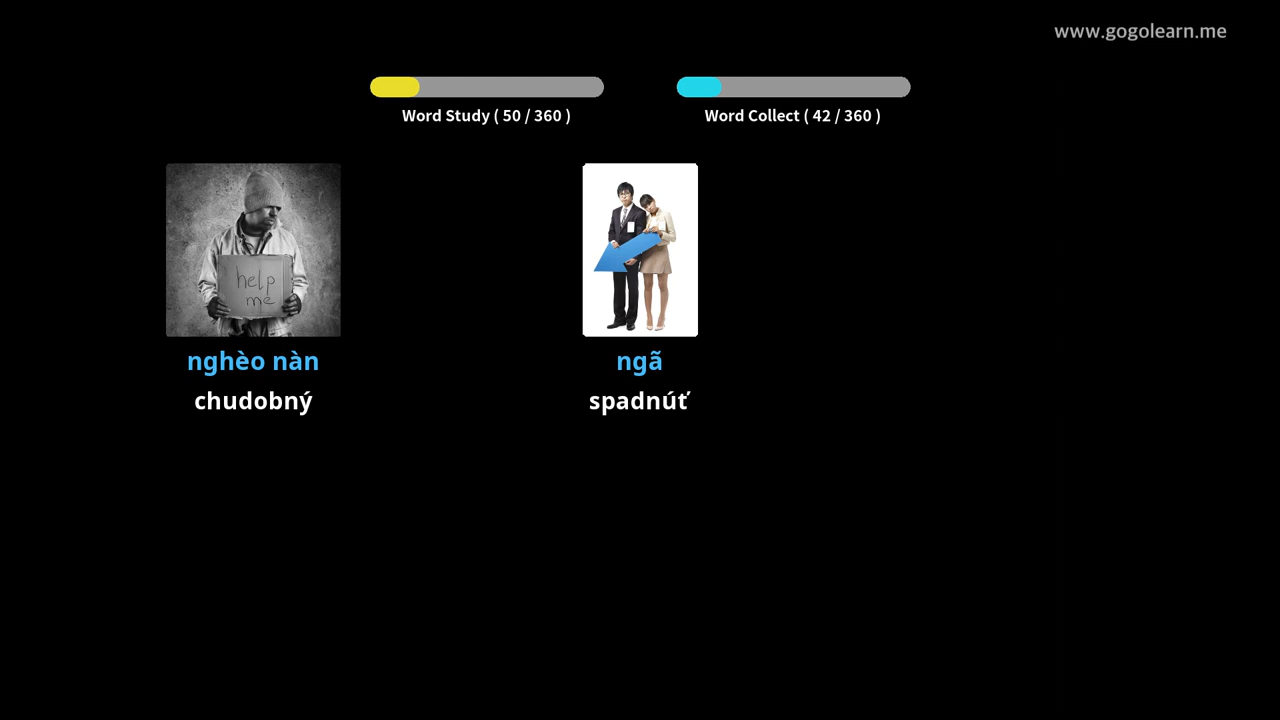 www.gogolearn.me
Word Study ( 50 / 360 )
Word Collect ( 42 / 360 )
help
me
nghèo nàn
chudobný
ngã
spadnúť